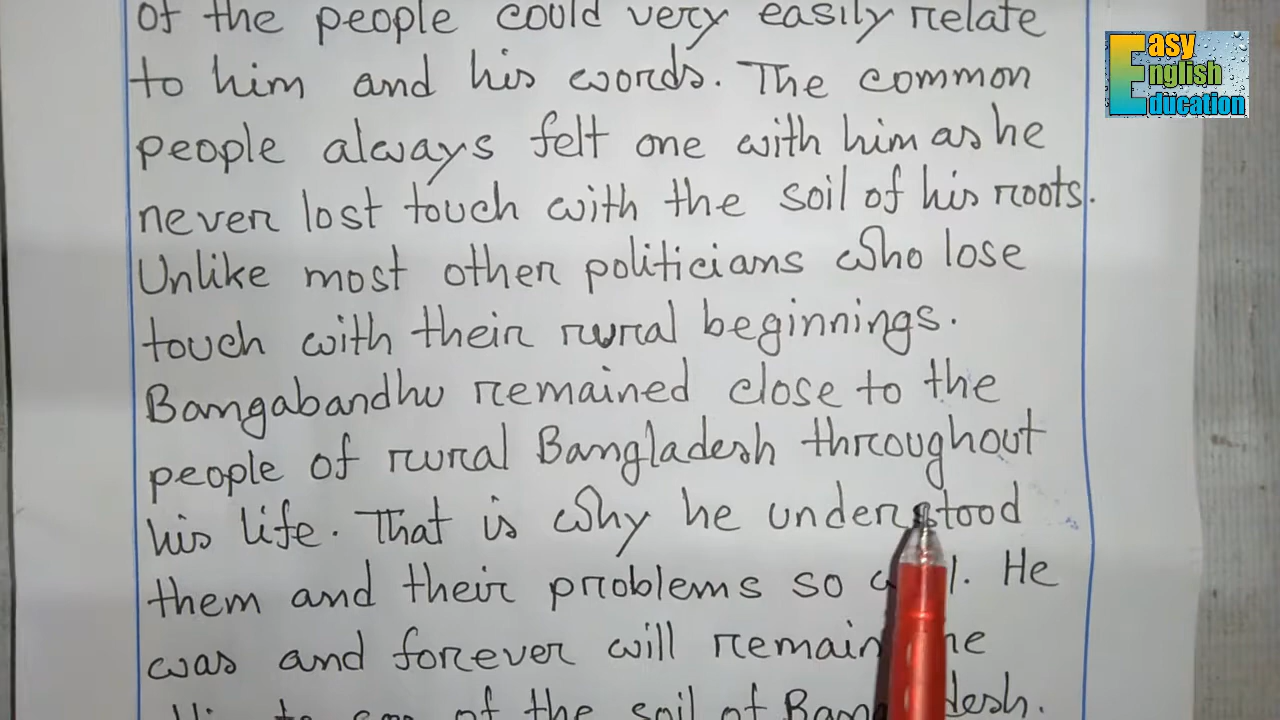 of the people could very easily relate
to him and his words. The common
people always felt one with him as he
never lost touch with the soil of his roots.
Unlike most other politicians who lose
touch with their rural beginnings.
Bangabandhu remained close to the
people of rural Bangladesh throughout
his life. That is why he understood
them and their problems so He
was and forever will remain
of the soil of
Easy
English
Education